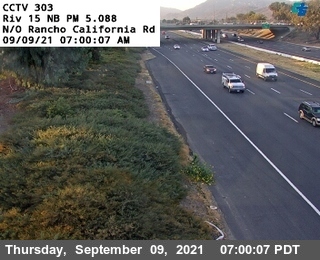 CCTV 303
Riv 15 NB PM 5.088
N/O Rancho California Rd
09/09/21 07:00:07 AM
Thursday, September 09, 2021 07:00:07 PDT